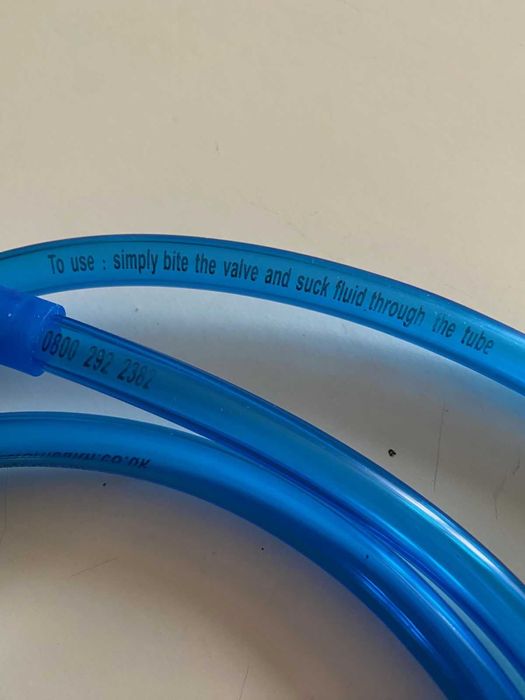 To use : simply bite the valve and suck fluid through the tube
0800 292 2382